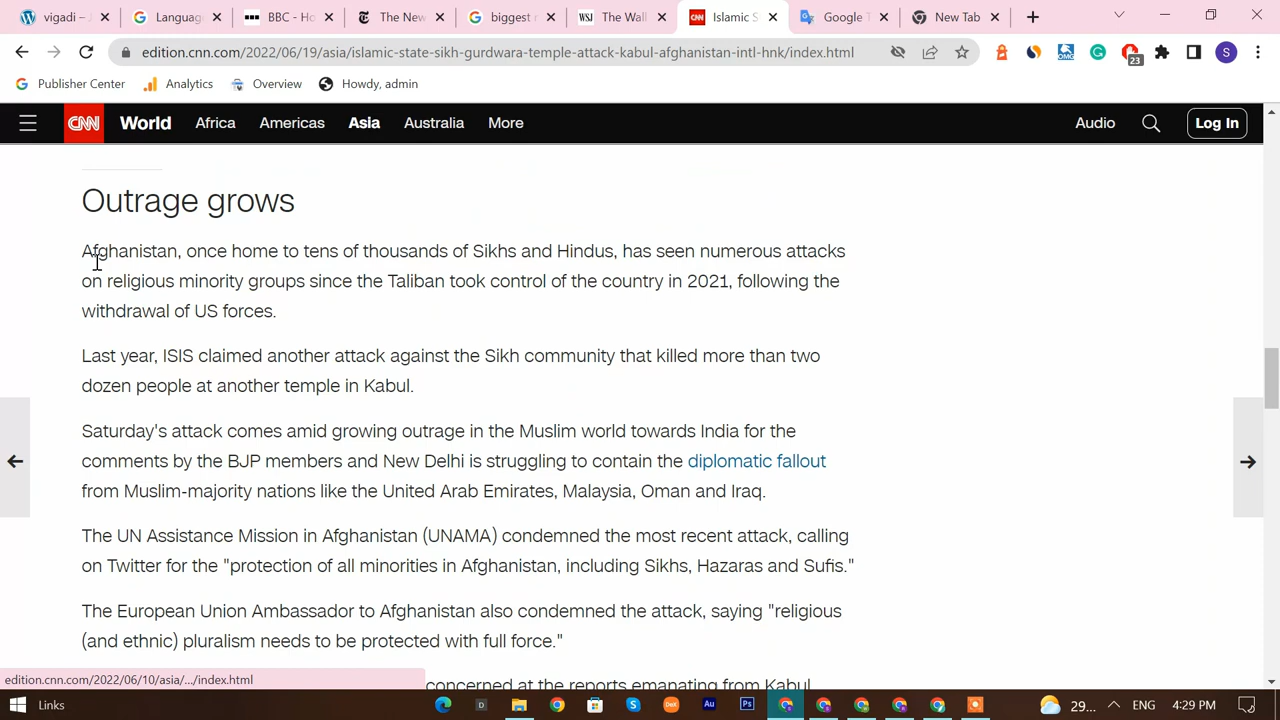 vigadi –
Languag
BBC - Ho
The New
biggest n
The Wall
Islamic S
Google T
New Tab
edition.cnn.com/2022/06/19/asia/islamic-state-sikh-gurdwara-temple-attack-kabul-afghanistan-intl-hnk/index.html
OMG
23
S
Publisher Center
Analytics
Overview
Howdy, admin
CNN
World
Africa
Americas
Asia
Australia
More
Audio
Log In
Outrage grows
Afghanistan, once home to tens of thousands of Sikhs and Hindus, has seen numerous attacks
on religious minority groups since the Taliban took control of the country in 2021, following the
withdrawal of US forces.
Last year, ISIS claimed another attack against the Sikh community that killed more than two
dozen people at another temple in Kabul.
Saturday's attack comes amid growing outrage in the Muslim world towards India for the
comments by the BJP members and New Delhi is struggling to contain the diplomatic fallout
from Muslim-majority nations like the United Arab Emirates, Malaysia, Oman and Iraq.
The UN Assistance Mission in Afghanistan (UNAMA) condemned the most recent attack, calling
on Twitter for the "protection of all minorities in Afghanistan, including Sikhs, Hazaras and Sufis."
The European Union Ambassador to Afghanistan also condemned the attack, saying "religious
(and ethnic) pluralism needs to be protected with full force."
concerned at the reports emanating from Kabul
edition.cnn.com/2022/06/10/asia/.../index.html
Links
29...
ENG
4:29 PM